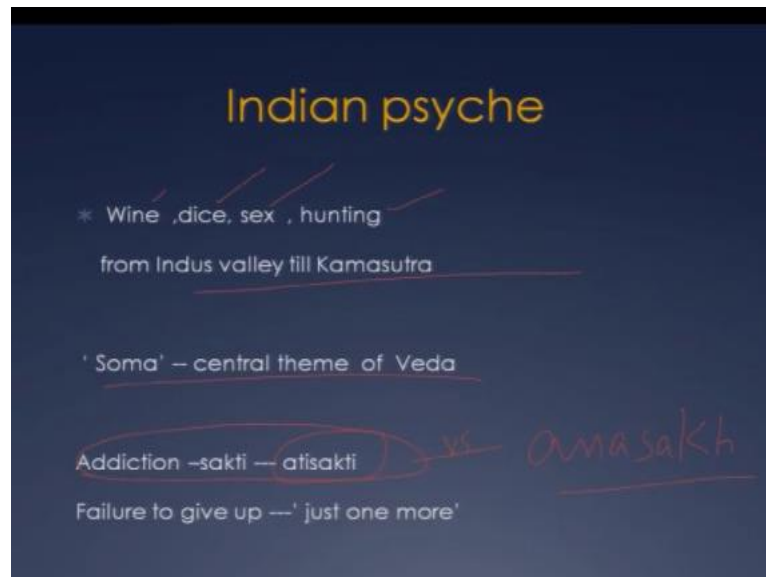 Indian psyche
* Wine ,dice, sex , hunting
from Indus valley till Kamasutra
' Soma' – central theme of Veda
Addiction –sakti --- atisakti vs anasakh
Failure to give up ---' just one more'